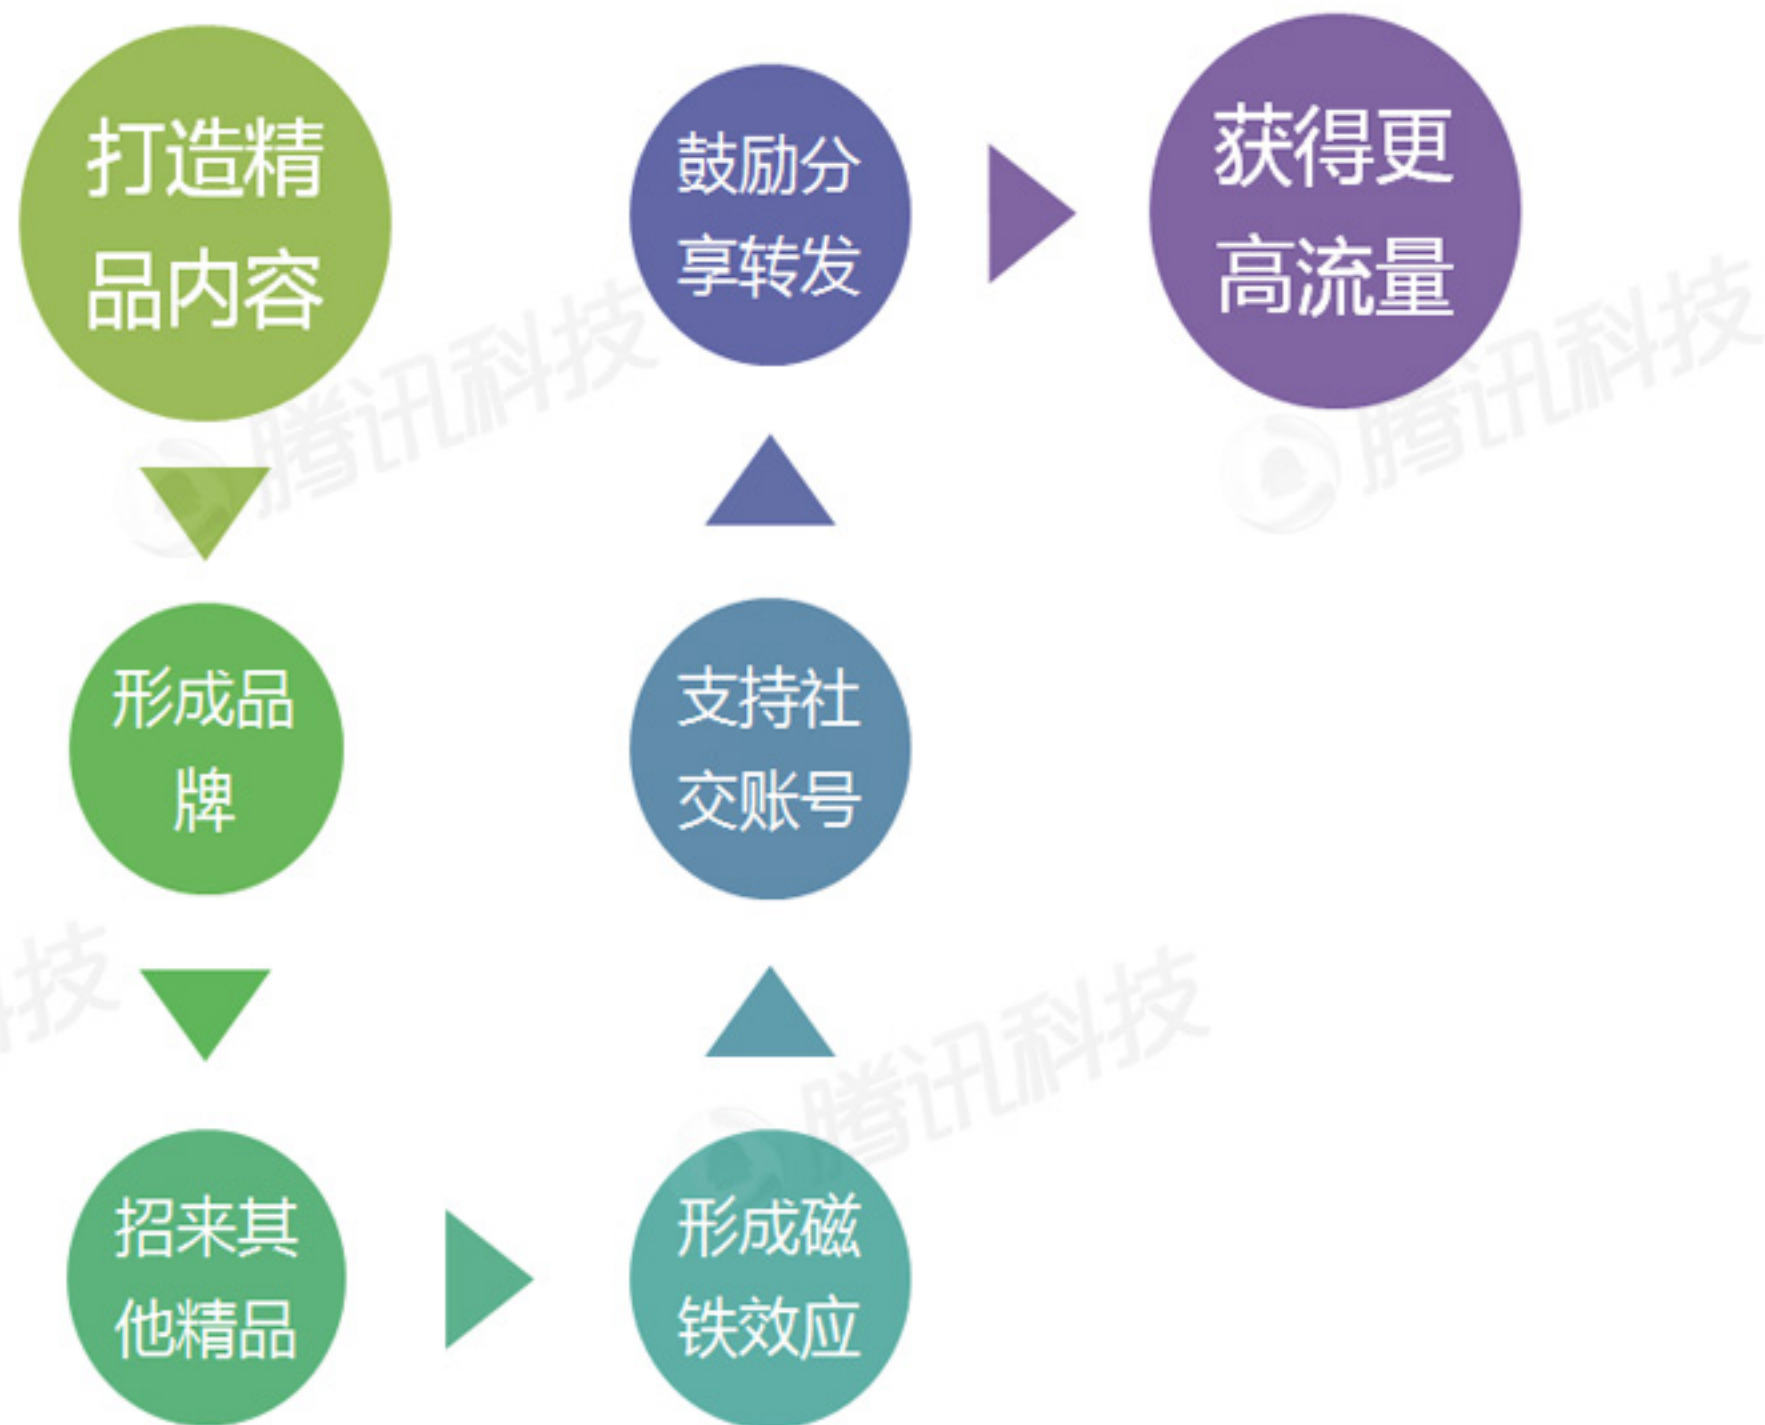 打造精
品内容
形成品
牌
招来其
他精品
形成磁
铁效应
支持社
交账号
鼓励分
享转发
获得更
高流量
腾讯科技
腾讯科技
科技
腾讯科技